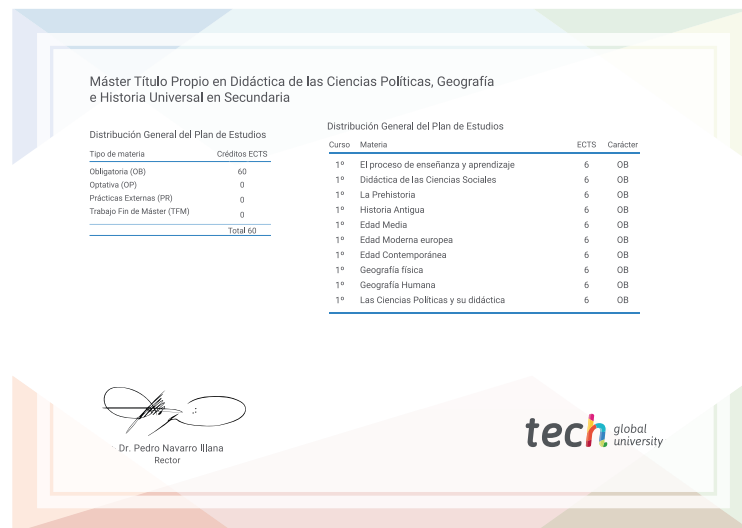 Máster Título Propio en Didáctica de las Ciencias Políticas, Geografía
e Historia Universal en Secundaria
Distribución General del Plan de Estudios
Tipo de materia Créditos ECTS
Obligatoria (OB) 60
Optativa (OP) 0
Prácticas Externas (PR) 0
Trabajo Fin de Máster (TFM) 0
Total 60
Distribución General del Plan de Estudios
Curso Materia ECTS Carácter
1º El proceso de enseñanza y aprendizaje 6 OB
1º Didáctica de las Ciencias Sociales 6 OB
1º La Prehistoria 6 OB
1º Historia Antigua 6 OB
1º Edad Media 6 OB
1º Edad Moderna europea 6 OB
1º Edad Contemporánea 6 OB
1º Geografía física 6 OB
1º Geografía Humana 6 OB
1º Las Ciencias Políticas y su didáctica 6 OB
Dr. Pedro Navarro Illana
Rector
tech global
university